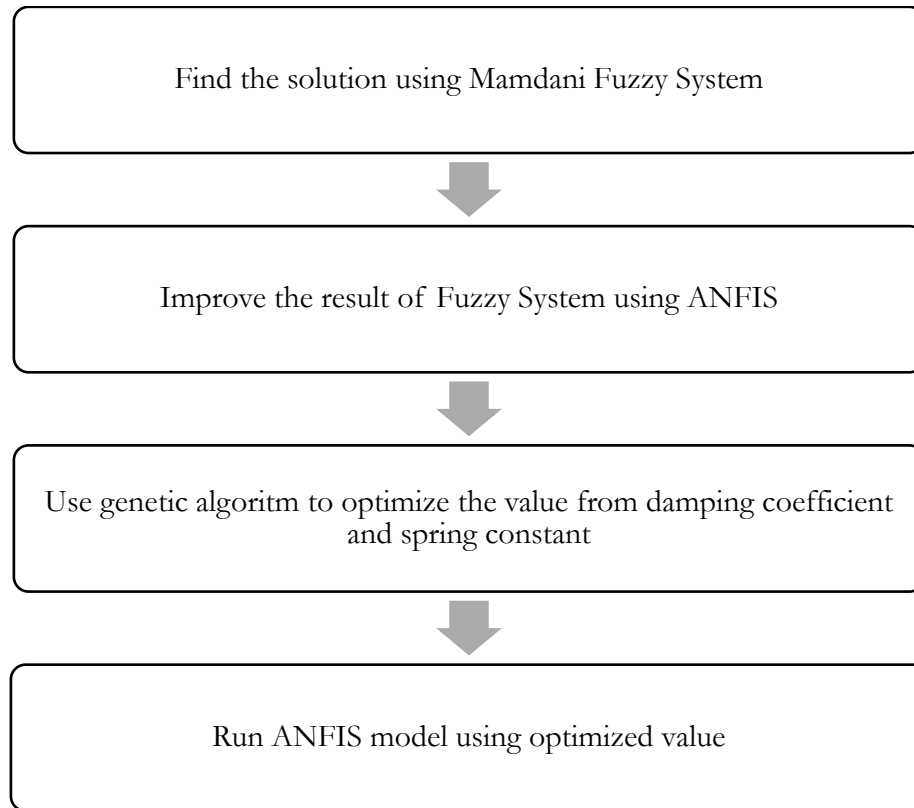 Find the solution using Mamdani Fuzzy System
Improve the result of Fuzzy System using ANFIS
Use genetic algoritm to optimize the value from damping coefficient
and spring constant
Run ANFIS model using optimized value